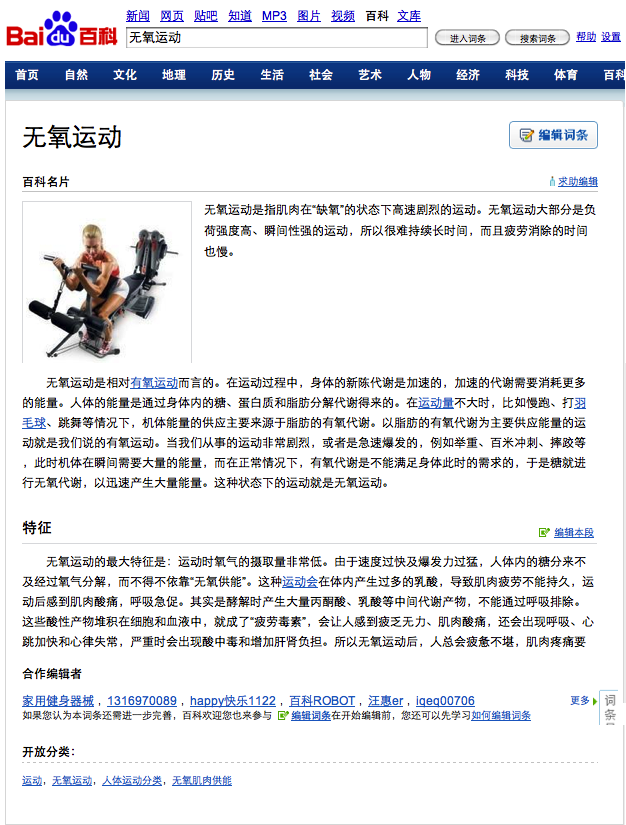 新闻 网页 贴吧 知道 MP3 图片 视频 百科 文库
Bai du 百科 无氧运动 进入词条 搜索词条 帮助 设置
首页 自然 文化 地理 历史 生活 社会 艺术 人物 经济 科技 体育 百科
无氧运动 编辑词条
百科名片 求助编辑
无氧运动是指肌肉在“缺氧”的状态下高速剧烈的运动。无氧运动大部分是负
荷强度高、瞬间性强的运动，所以很难持续长时间，而且疲劳消除的时间
也慢。
无氧运动是相对有氧运动而言的。在运动过程中，身体的新陈代谢是加速的，加速的代谢需要消耗更多
的能量。人体的能量是通过身体内的糖、蛋白质和脂肪分解代谢得来的。在运动量不大时，比如慢跑、打羽
毛球、跳舞等情况下，机体能量的供应主要来源于脂肪的有氧代谢。以脂肪的有氧代谢为主要供应能量的运
动就是我们说的有氧运动。当我们从事的运动非常剧烈，或者是急速爆发的，例如举重、百米冲刺、摔跤等
，此时机体在瞬间需要大量的能量，而在正常情况下，有氧代谢是不能满足身体此时的需求的，于是糖就进
行无氧代谢，以迅速产生大量能量。这种状态下的运动就是无氧运动。
特征 编辑本段
无氧运动的最大特征是：运动时氧气的摄取量非常低。由于速度过快及爆发力过猛，人体内的糖分来不
及经过氧气分解，而不得不依靠“无氧供能”。这种运动会在体内产生过多的乳酸，导致肌肉疲劳不能持久，运
动后感到肌肉酸痛，呼吸急促。其实是酵解时产生大量丙酮酸、乳酸等中间代谢产物，不能通过呼吸排除。
这些酸性产物堆积在细胞和血液中，就成了“疲劳毒素”，会让人感到疲乏无力、肌肉酸痛，还会出现呼吸、心
跳加快和心律失常，严重时会出现酸中毒和增加肝肾负担。所以无氧运动后，人总会疲惫不堪，肌肉疼痛要
合作编辑者
家用健身器械，1316970089，happy快乐1122，百科ROBOT，汪惠er，iqeq00706 更多
如果您认为本词条还需进一步完善，百科欢迎您也来参与 编辑词条在开始编辑前，您还可以先学习如何编辑词条
词
条
开放分类：
运动，无氧运动，人体运动分类，无氧肌肉供能